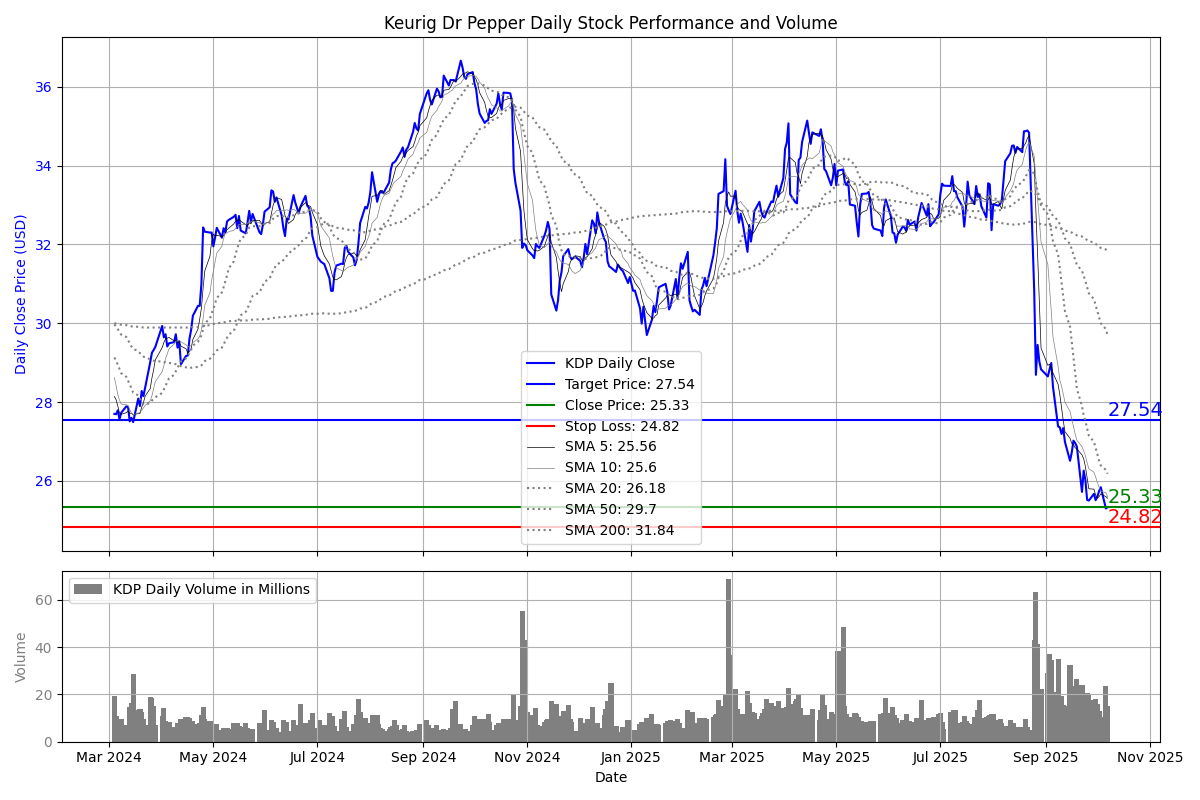 Keurig Dr Pepper Daily Stock Performance and Volume
Daily Close Price (USD)
36
34
32
30
28
26
KDP Daily Close
Target Price: 27.54
Close Price: 25.33
Stop Loss: 24.82
SMA 5: 25.56
SMA 10: 25.6
SMA 20: 26.18
SMA 50: 29.7
SMA 200: 31.84
27.54
25.33
24.82
KDP Daily Volume in Millions
Volume
60
40
20
0
Mar 2024 May 2024 Jul 2024 Sep 2024 Nov 2024 Jan 2025 Mar 2025 May 2025 Jul 2025 Sep 2025 Nov 2025
Date